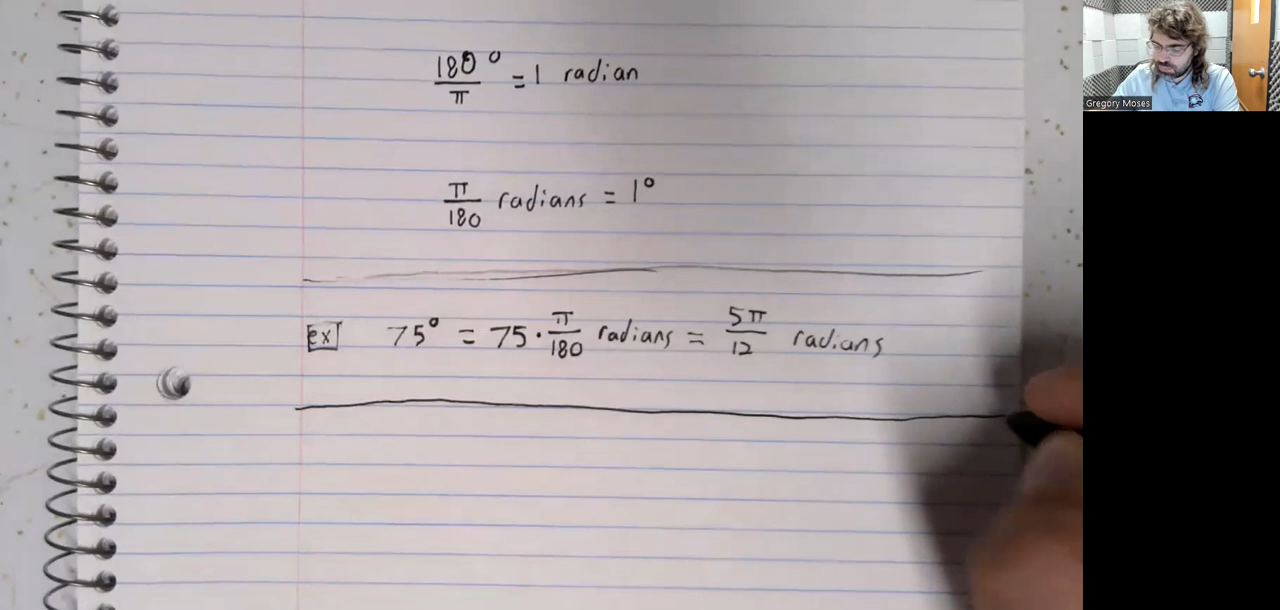 180° / π = 1 radian
π / 180 radians = 1°
ex 75° = 75 · π / 180 radians = 5π / 12 radians
Gregory Moses